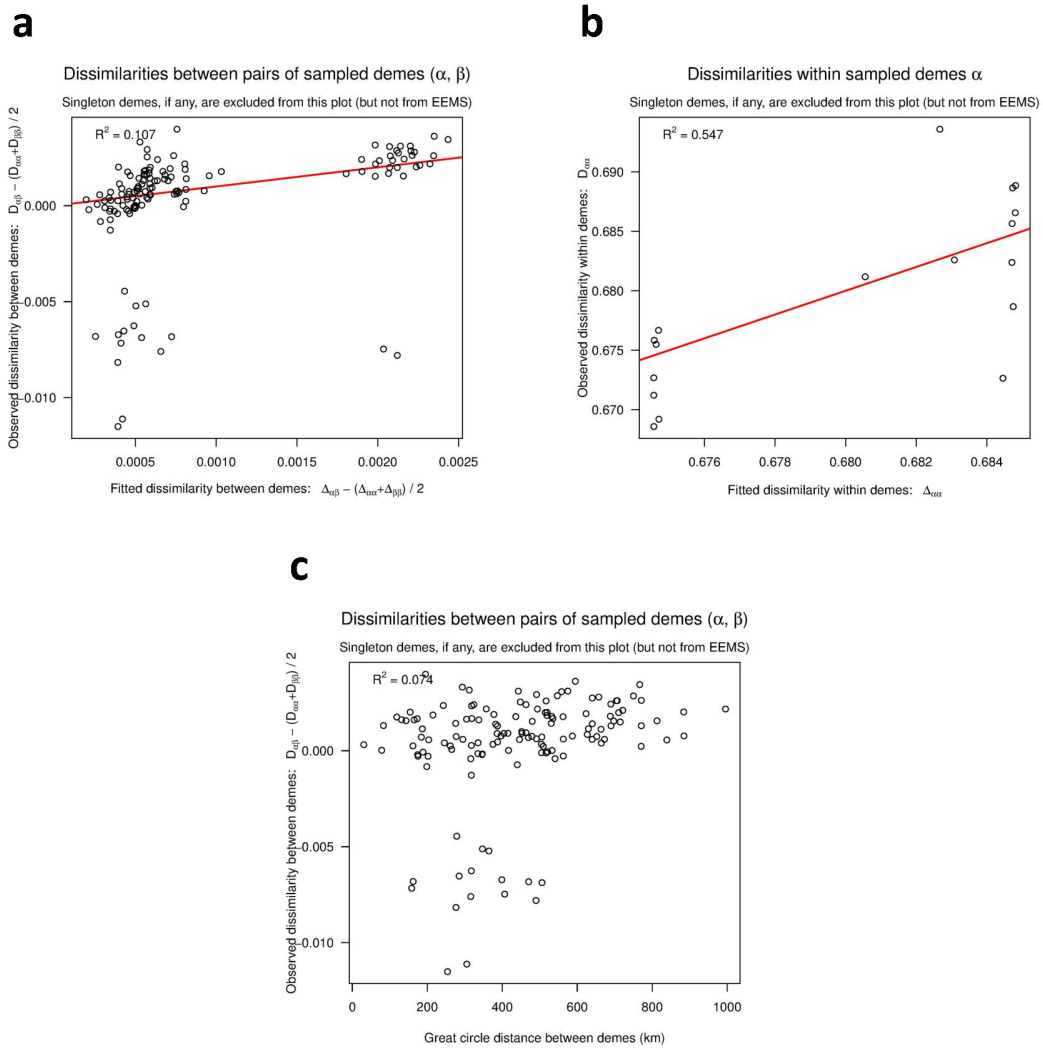 a
Dissimilarities between pairs of sampled demes (α, β)
Singleton demes, if any, are excluded from this plot (but not from EEMS)
R² = 0.107
Observed dissimilarity between demes: Dαβ − (Dαα+Dββ) / 2
0.000
−0.005
−0.010
0.0005 0.0010 0.0015 0.0020 0.0025
Fitted dissimilarity between demes: Δαβ − (Δαα+Δββ) / 2
b
Dissimilarities within sampled demes α
Singleton demes, if any, are excluded from this plot (but not from EEMS)
R² = 0.547
Observed dissimilarity within demes: Dαα
0.690
0.685
0.680
0.675
0.670
0.676 0.678 0.680 0.682 0.684
Fitted dissimilarity within demes: Δαα
c
Dissimilarities between pairs of sampled demes (α, β)
Singleton demes, if any, are excluded from this plot (but not from EEMS)
R² = 0.074
Observed dissimilarity between demes: Dαβ − (Dαα+Dββ) / 2
0.000
−0.005
−0.010
0 200 400 600 800 1000
Great circle distance between demes (km)